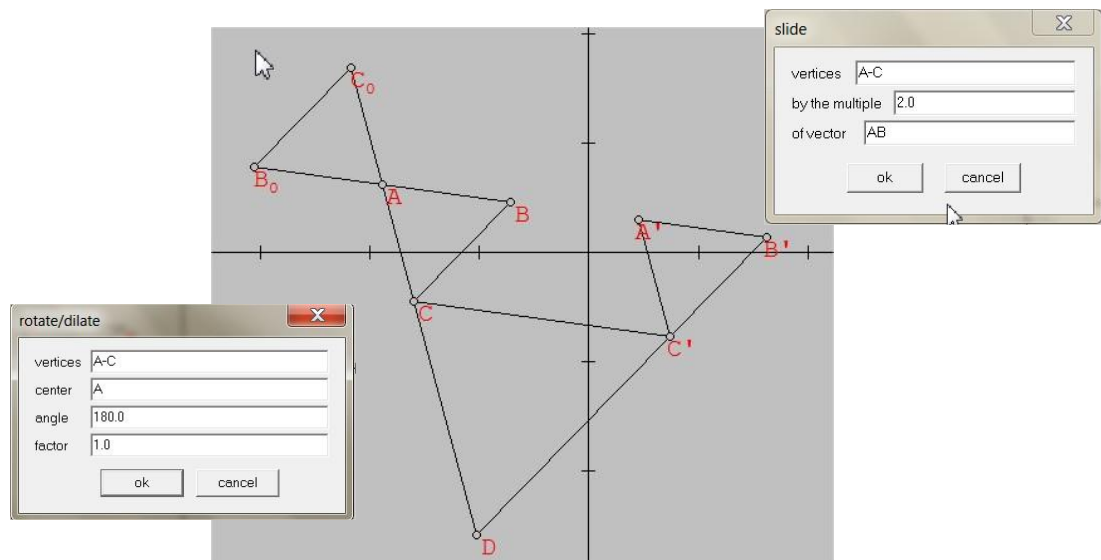 slide
vertices A-C
by the multiple 2.0
of vector AB
ok cancel
C₀
B₀
A
B
A'
B'
C
C'
D
rotate/dilate
vertices A-C
center A
angle 180.0
factor 1.0
ok cancel